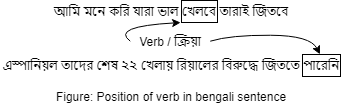 আমি মনে করি যারা ভাল খেলবে তারাই জিতবে
Verb / ক্রিয়া
এস্পানিয়ল তাদের শেষ ২২ খেলায় রিয়ালের বিরুদ্ধে জিততে পারেনি
Figure: Position of verb in bengali sentence